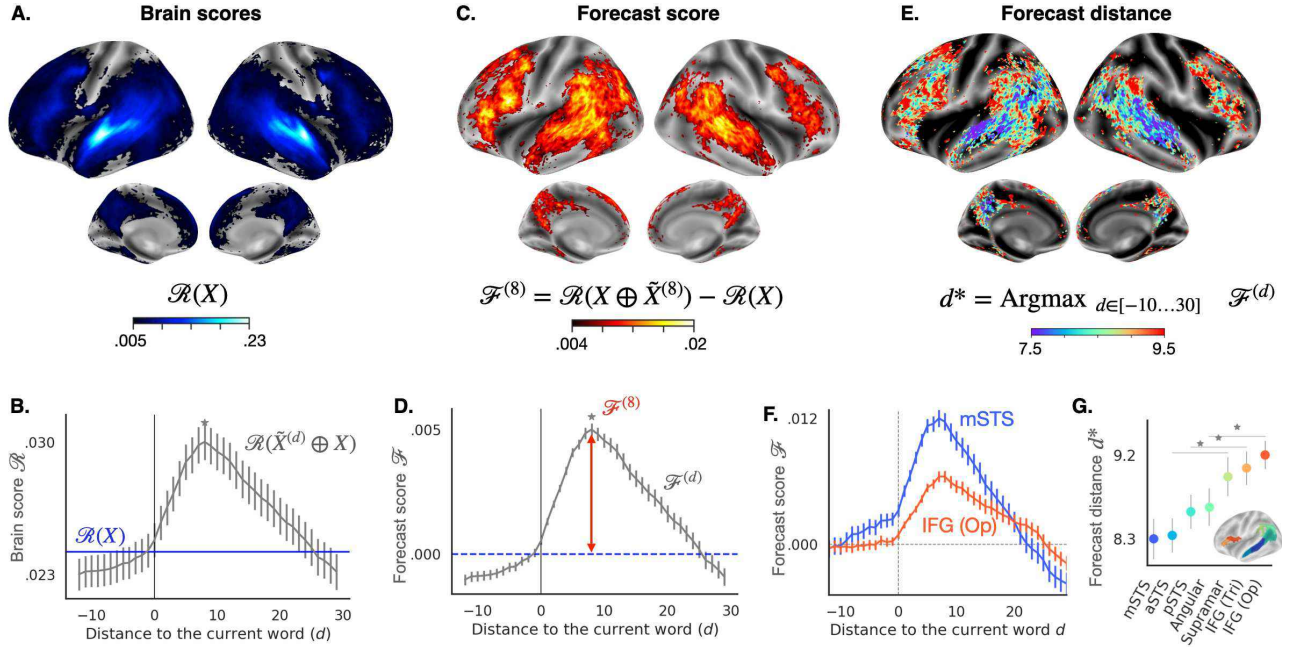 A. Brain scores
C. Forecast score
E. Forecast distance
ℛ(X)
.005 .23
ℱ⁽⁸⁾ = ℛ(X ⊕ X̃⁽⁸⁾) − ℛ(X)
.004 .02
d* = Argmax d∈[−10…30] ℱ⁽ᵈ⁾
7.5 9.5
B.
Brain score ℛ
.030
.023
ℛ(X̃⁽ᵈ⁾ ⊕ X)
ℛ(X)
−10 0 10 20 30
Distance to the current word (d)
D.
Forecast score ℱ
.005
.000
ℱ⁽⁸⁾
ℱ⁽ᵈ⁾
−10 0 10 20 30
Distance to the current word (d)
F.
Forecast score ℱ
.012
.000
mSTS
IFG (Op)
−10 0 10 20
Distance to the current word d
G.
Forecast distance d*
9.2
8.3
mSTS
aSTS
pSTS
Angular
Supramar
IFG (Tri)
IFG (Op)